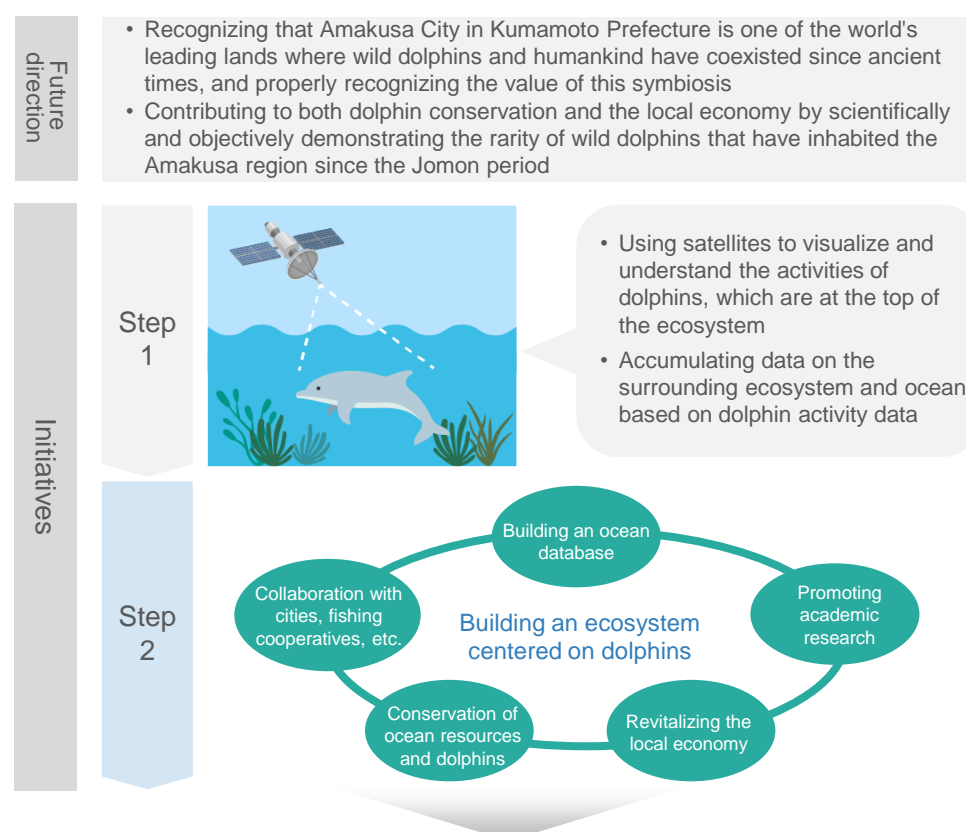 Future
direction
• Recognizing that Amakusa City in Kumamoto Prefecture is one of the world's
leading lands where wild dolphins and humankind have coexisted since ancient
times, and properly recognizing the value of this symbiosis
• Contributing to both dolphin conservation and the local economy by scientifically
and objectively demonstrating the rarity of wild dolphins that have inhabited the
Amakusa region since the Jomon period
Initiatives
Step
1
• Using satellites to visualize and
understand the activities of
dolphins, which are at the top of
the ecosystem
• Accumulating data on the
surrounding ecosystem and ocean
based on dolphin activity data
Step
2
Building an ocean
database
Collaboration with
cities, fishing
cooperatives, etc.
Promoting
academic
research
Building an ecosystem
centered on dolphins
Conservation of
ocean resources
and dolphins
Revitalizing the
local economy